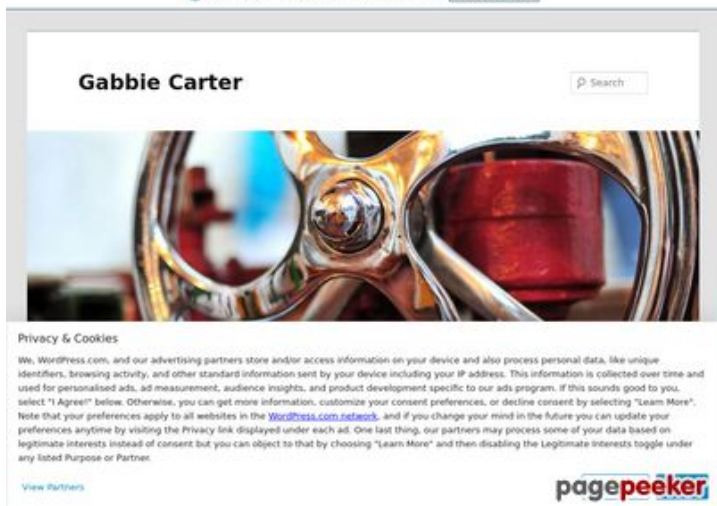 Gabbie Carter
Search
Privacy & Cookies
We, WordPress.com, and our advertising partners store and/or access information on your device and also process personal data, like unique
identifiers, browsing activity, and other standard information sent by your device including your IP address. This information is collected over time and
used for personalised ads, ad measurement, audience insights, and product development specific to our ads program. If this sounds good to you,
select "I Agree!" below. Otherwise, you can get more information, customize your consent preferences, or decline consent by selecting "Learn More".
Note that your preferences apply to all websites in the WordPress.com network, and if you change your mind in the future you can update your
preferences anytime by visiting the Privacy link displayed under each ad. One last thing, our partners may process some of your data based on
legitimate interests instead of consent but you can object to that by choosing "Learn More" and then disabling the Legitimate Interests toggle under
any listed Purpose or Partner.
View Partners
pagepeeker